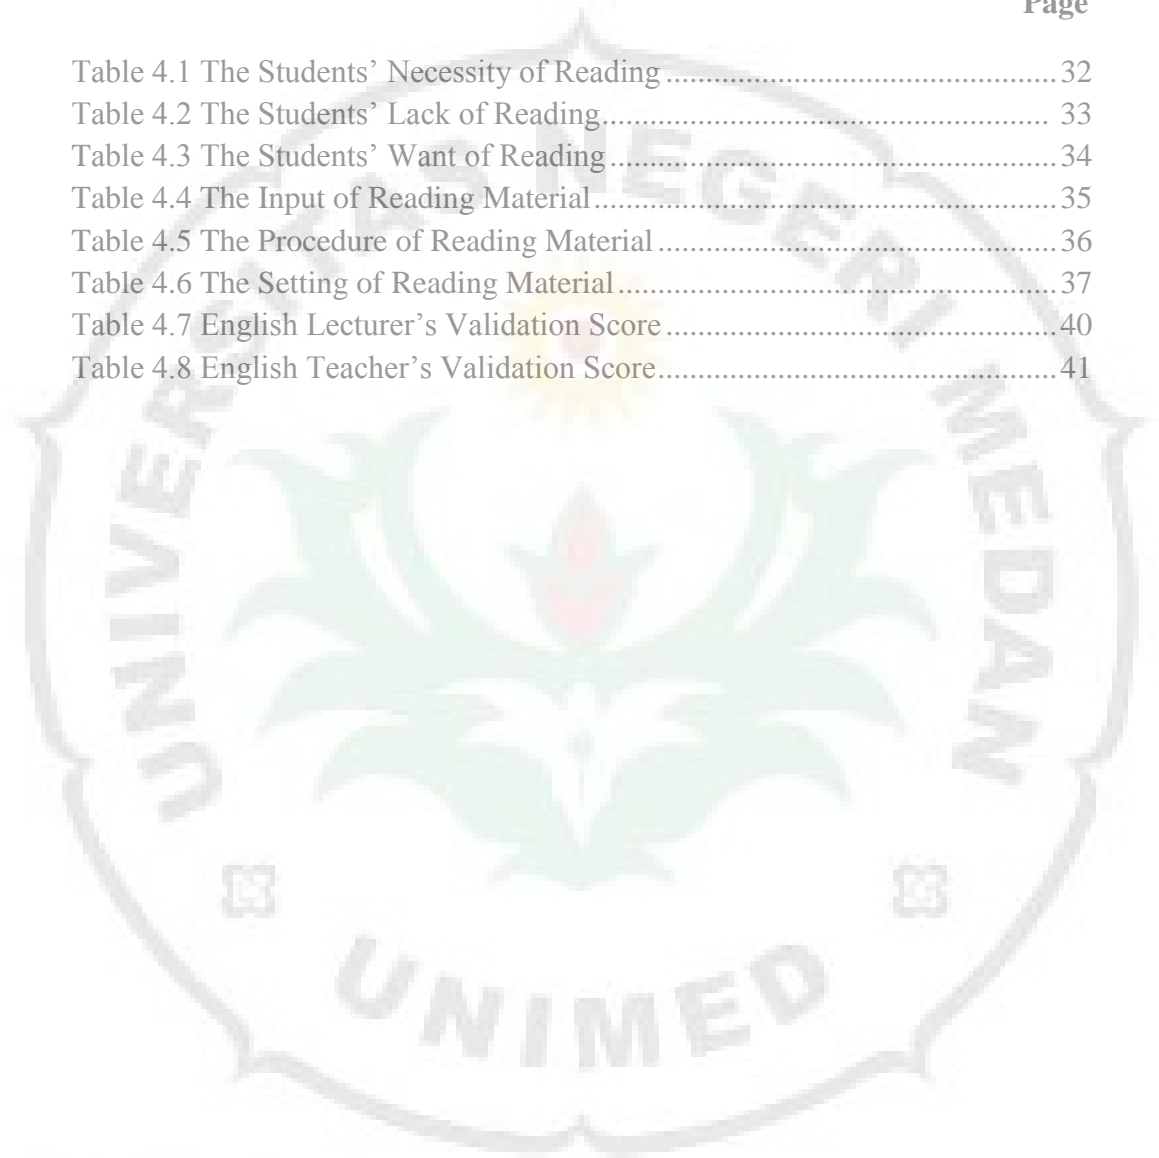 Page
Table 4.1 The Students’ Necessity of Reading ................................................. 32
Table 4.2 The Students’ Lack of Reading......................................................... 33
Table 4.3 The Students’ Want of Reading ........................................................ 34
Table 4.4 The Input of Reading Material.......................................................... 35
Table 4.5 The Procedure of Reading Material .................................................. 36
Table 4.6 The Setting of Reading Material ....................................................... 37
Table 4.7 English Lecturer’s Validation Score ................................................. 40
Table 4.8 English Teacher’s Validation Score.................................................. 41
UNIVERSITAS NEGERI MEDAN
UNIMED